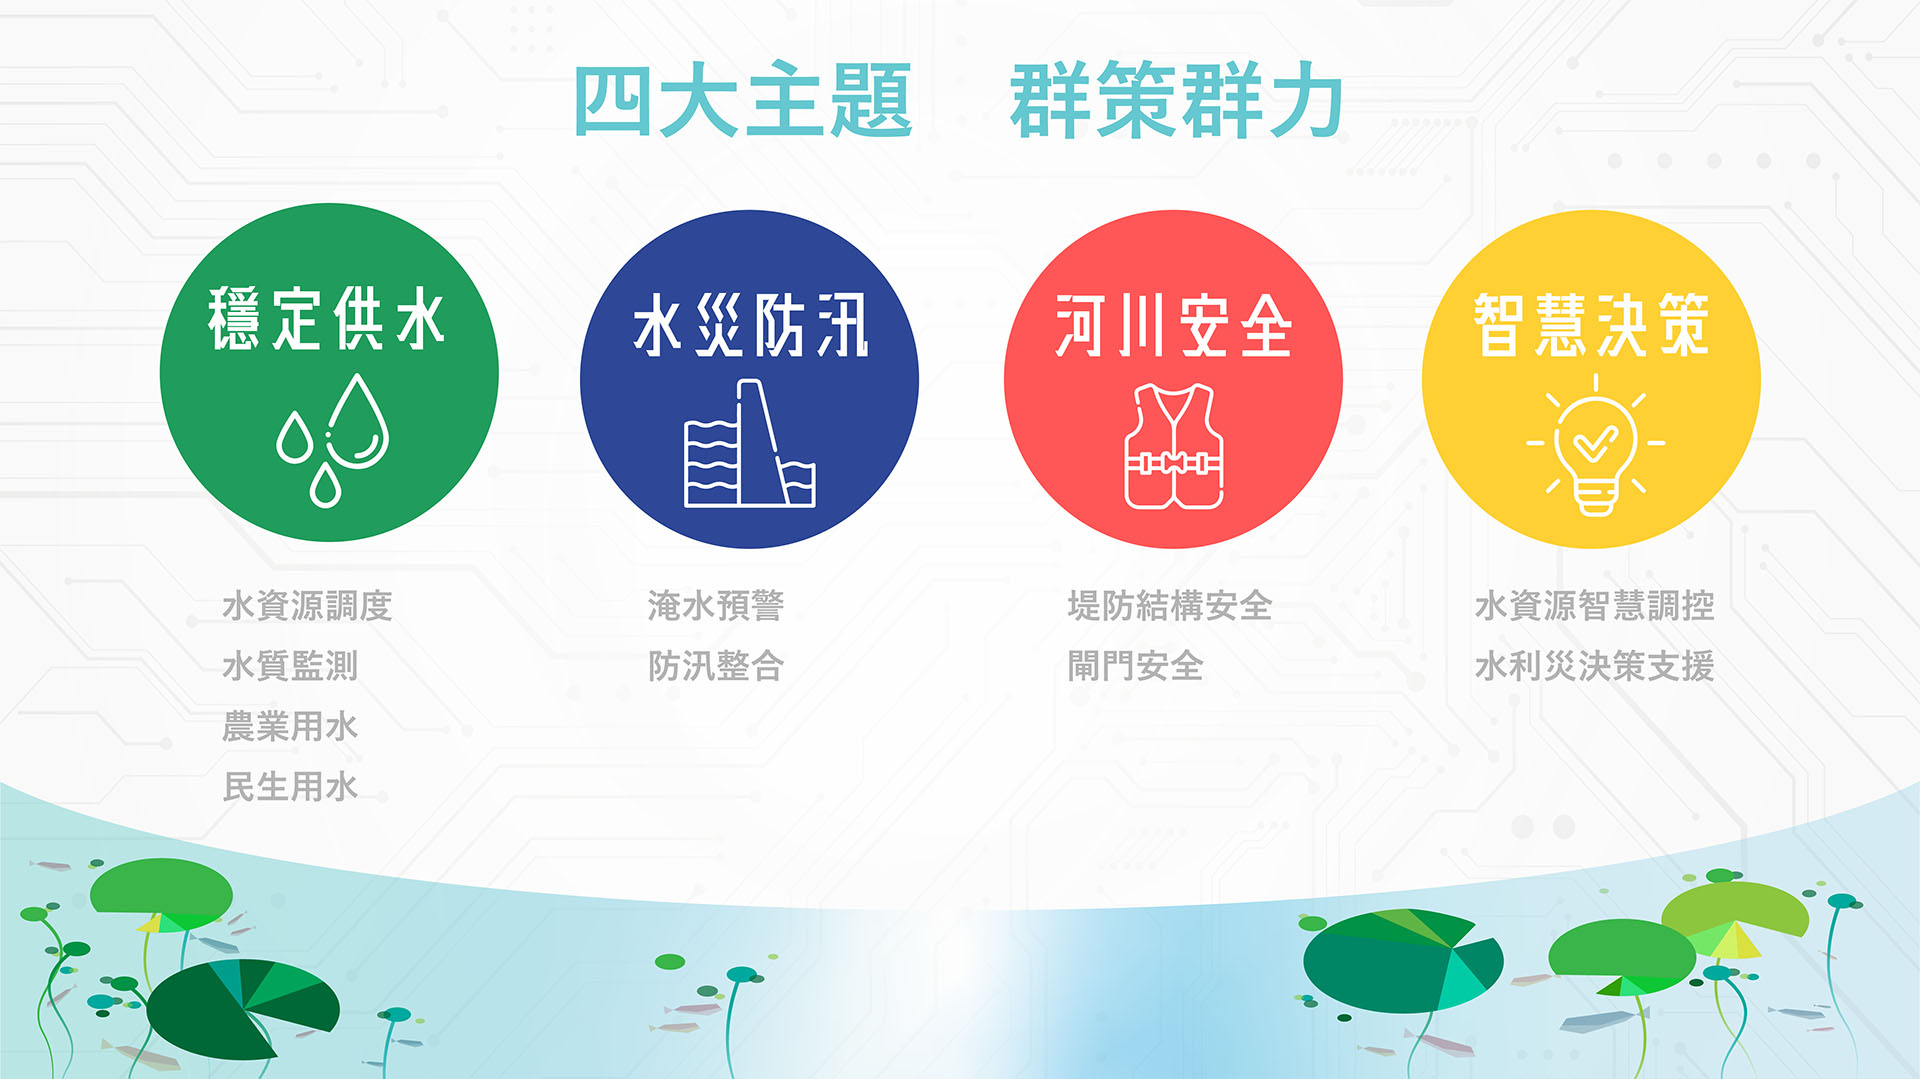 四大主題 群策群力
穩定供水
水資源調度
水質監測
農業用水
民生用水
水災防汛
淹水預警
防汛整合
河川安全
堤防結構安全
閘門安全
智慧決策
水資源智慧調控
水利災決策支援